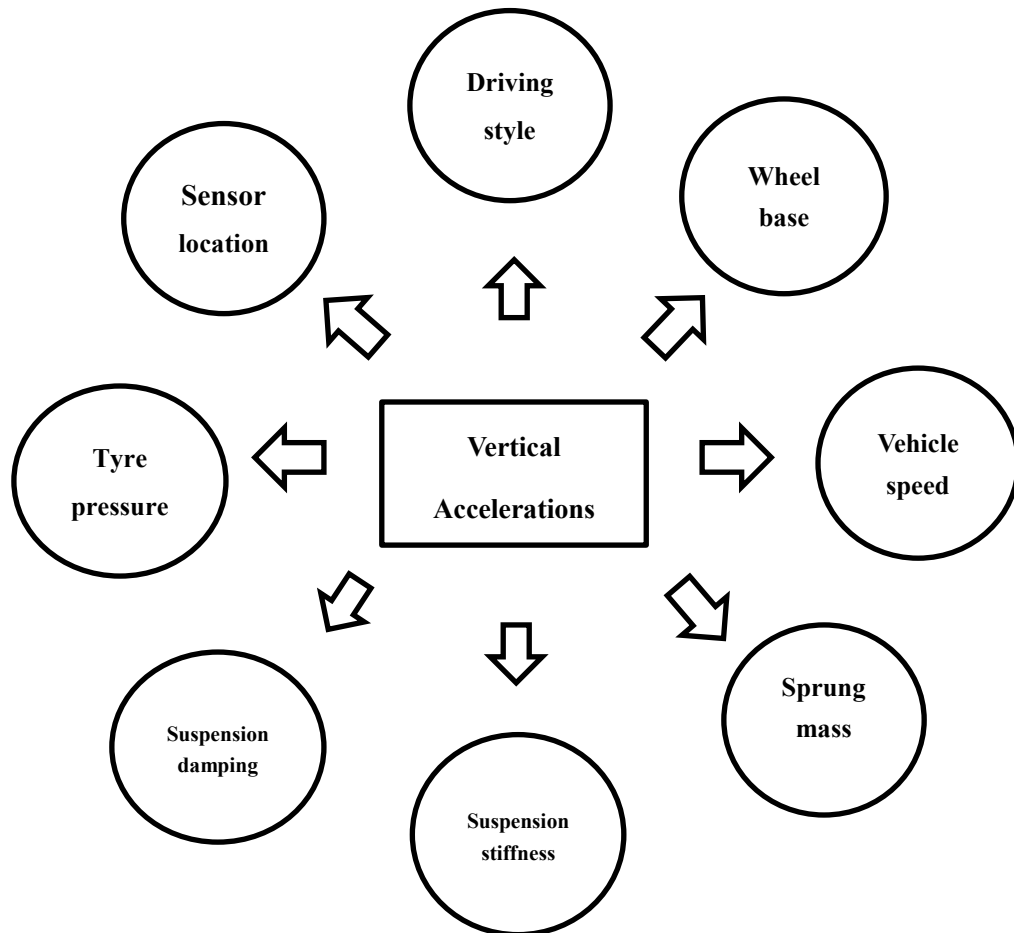 Driving
style
Wheel
base
Sensor
location
Vehicle
speed
Vertical
Accelerations
Tyre
pressure
Sprung
mass
Suspension
damping
Suspension
stiffness